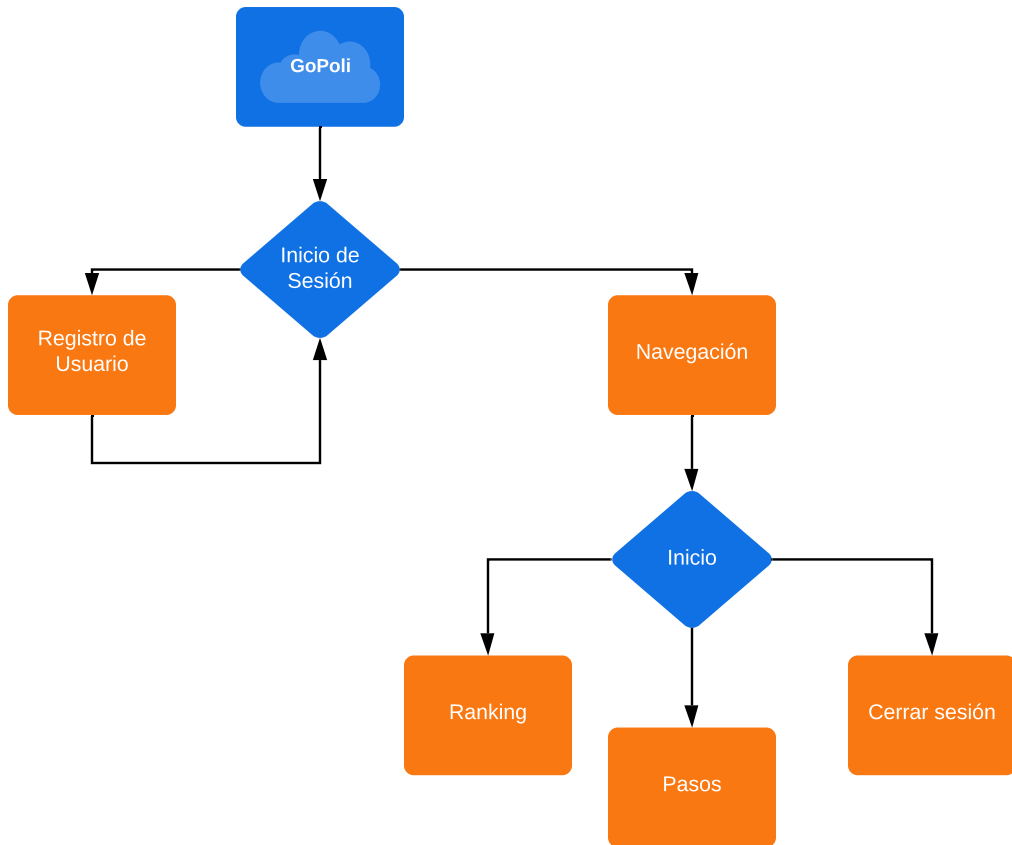 GoPoli
Inicio de
Sesión
Registro de
Usuario
Navegación
Inicio
Ranking
Cerrar sesión
Pasos